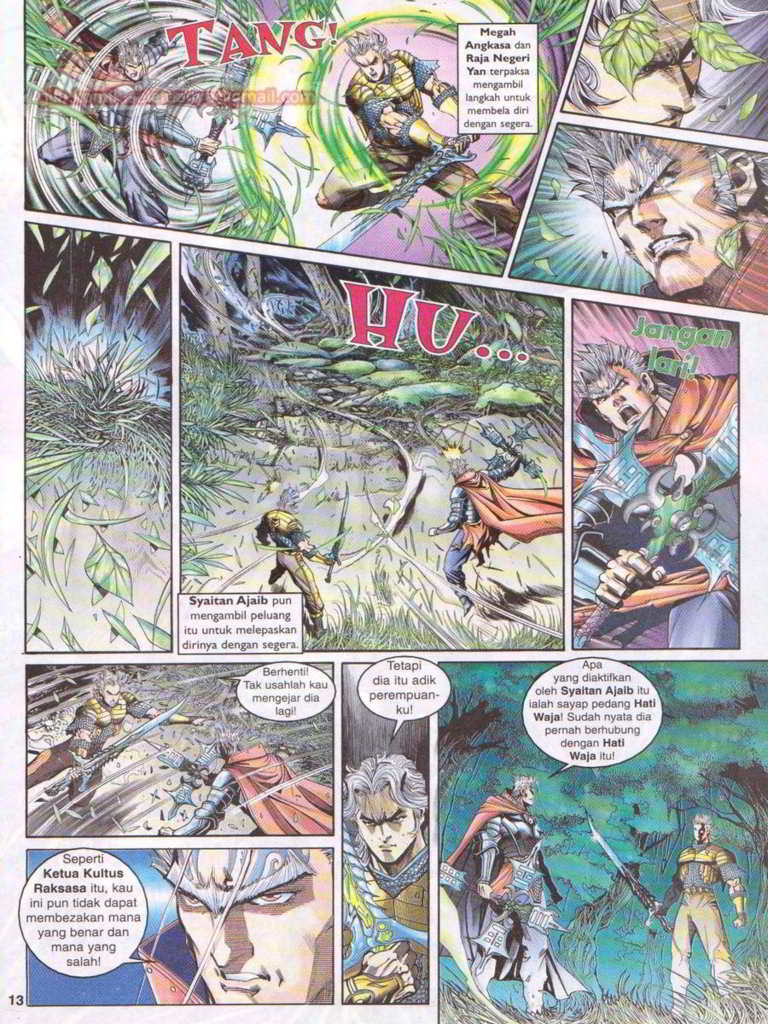 TANG!
Megah
Angkasa dan
Raja Negeri
Yan terpaksa
mengambil
langkah untuk
membela diri
dengan segera.
HU...
Jangan
lari!
Syaitan Ajaib pun
mengambil peluang
itu untuk melepaskan
dirinya dengan segera.
Berhenti!
Tak usahlah kau
mengejar dia
lagi!
Tetapi
dia itu adik
perempuan-
ku!
Apa
yang diaktifkan
oleh Syaitan Ajaib itu
ialah sayap pedang Hati
Waja! Sudah nyata dia
pernah berhubung
dengan Hati
Waja itu!
Seperti
Ketua Kultus
Raksasa itu, kau
ini pun tidak dapat
membezakan mana
yang benar dan
mana yang
salah!
13